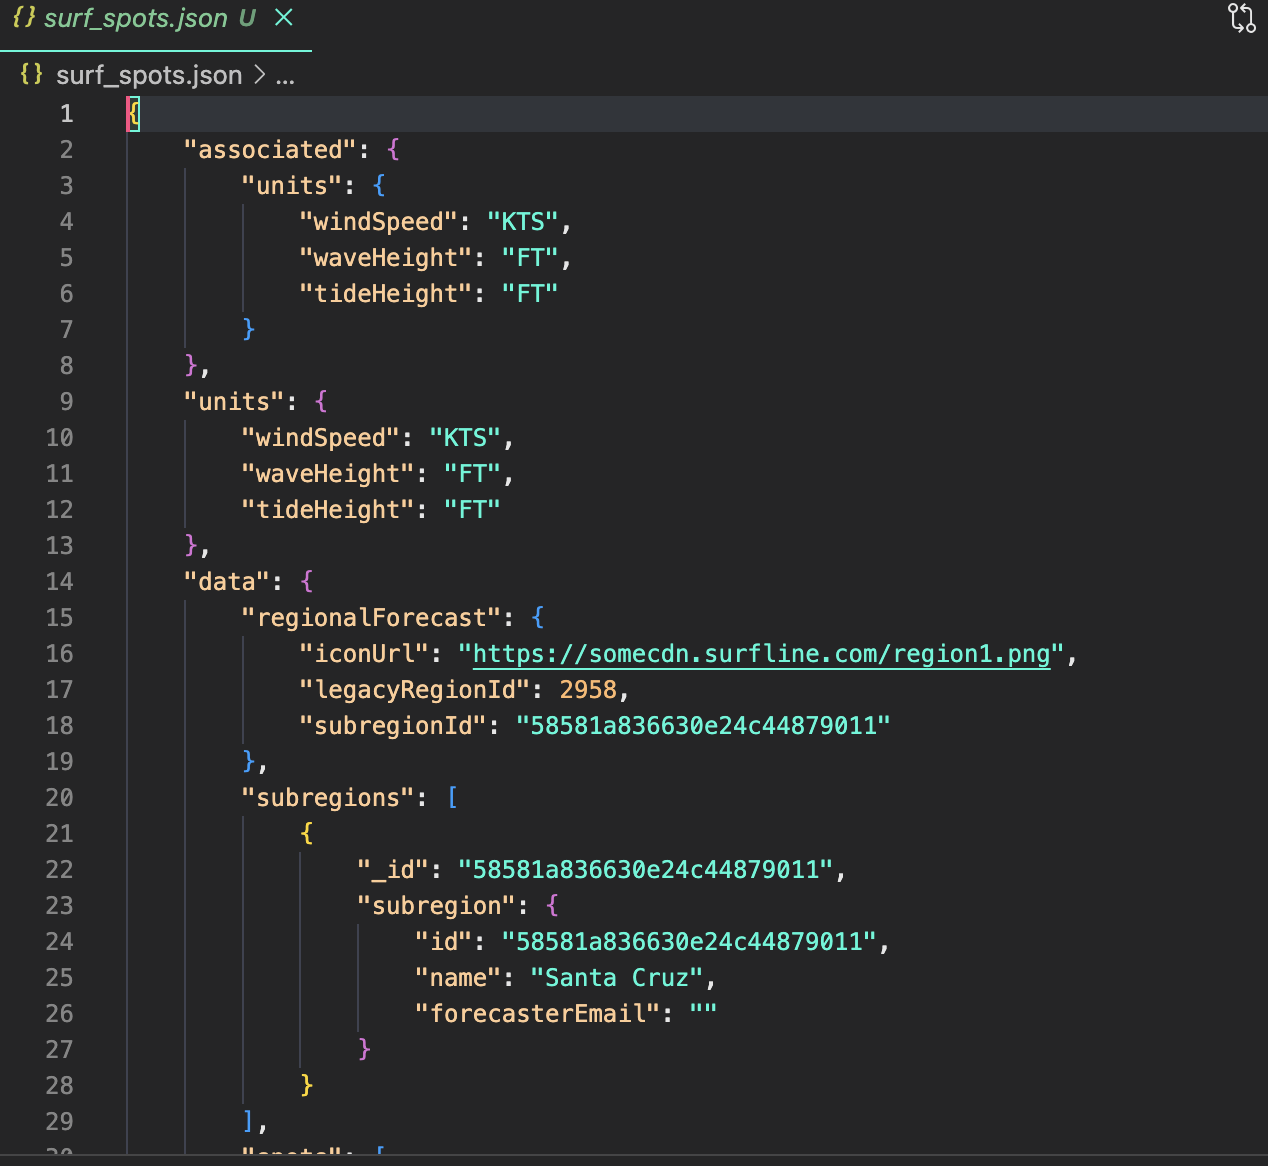 {} surf_spots.json U ×
{} surf_spots.json > ...
1 {
2 "associated": {
3 "units": {
4 "windSpeed": "KTS",
5 "waveHeight": "FT",
6 "tideHeight": "FT"
7 }
8 },
9 "units": {
10 "windSpeed": "KTS",
11 "waveHeight": "FT",
12 "tideHeight": "FT"
13 },
14 "data": {
15 "regionalForecast": {
16 "iconUrl": "https://somecdn.surfline.com/region1.png",
17 "legacyRegionId": 2958,
18 "subregionId": "58581a836630e24c44879011"
19 },
20 "subregions": [
21 {
22 "_id": "58581a836630e24c44879011",
23 "subregion": {
24 "id": "58581a836630e24c44879011",
25 "name": "Santa Cruz",
26 "forecasterEmail": ""
27 }
28 }
29 ],